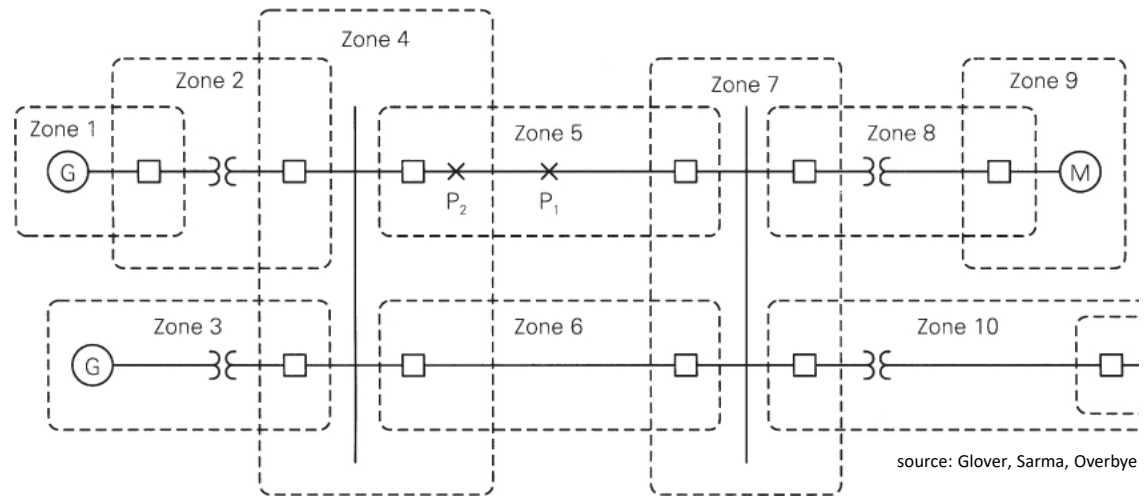 Zone 4
Zone 2
Zone 7
Zone 9
Zone 1
Zone 5
Zone 8
G
M
P₂
P₁
Zone 3
Zone 6
Zone 10
G
source: Glover, Sarma, Overbye